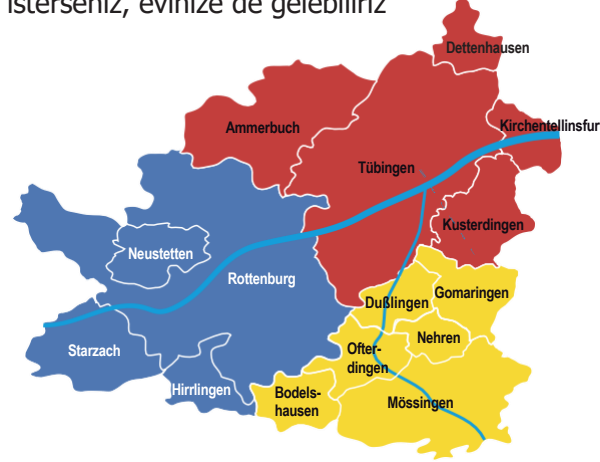 isterseniz, evinize de gelebiliriz
Dettenhausen
Ammerbuch
Kirchentellinsfur
Tübingen
Kusterdingen
Neustetten
Rottenburg
Gomaringen
Dußlingen
Nehren
Starzach
Ofter-
dingen
Hirrlingen
Bodels-
hausen
Mössingen